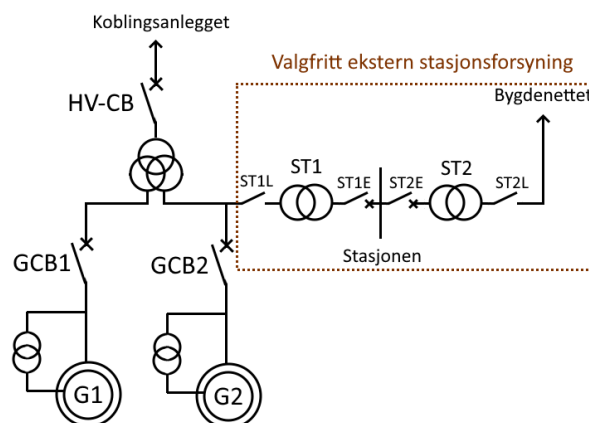 Koblingsanlegget
Valgfritt ekstern stasjonsforsyning
HV-CB
Bygdenettet
ST1L
ST1
ST1E
ST2E
ST2
ST2L
Stasjonen
GCB1
GCB2
G1
G2